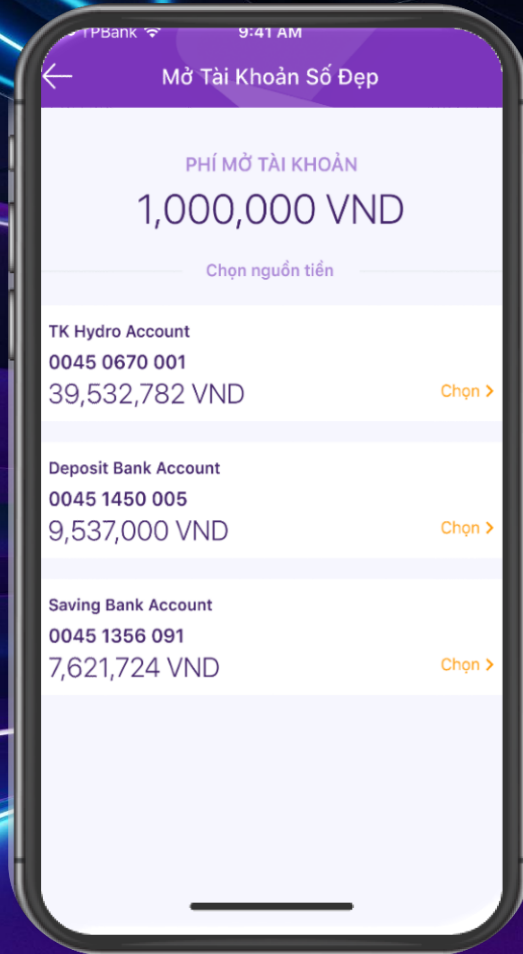 TPBank 9:41 AM
Mở Tài Khoản Số Đẹp
PHÍ MỞ TÀI KHOẢN
1,000,000 VND
Chọn nguồn tiền
TK Hydro Account
0045 0670 001
39,532,782 VND Chọn
Deposit Bank Account
0045 1450 005
9,537,000 VND Chọn
Saving Bank Account
0045 1356 091
7,621,724 VND Chọn